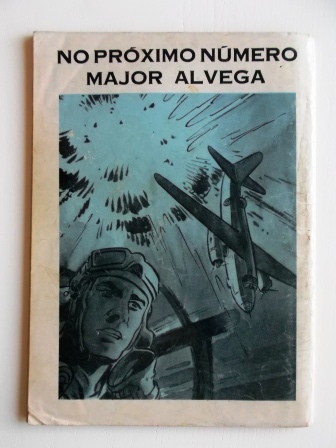 NO PRÓXIMO NÚMERO
MAJOR ALVEGA